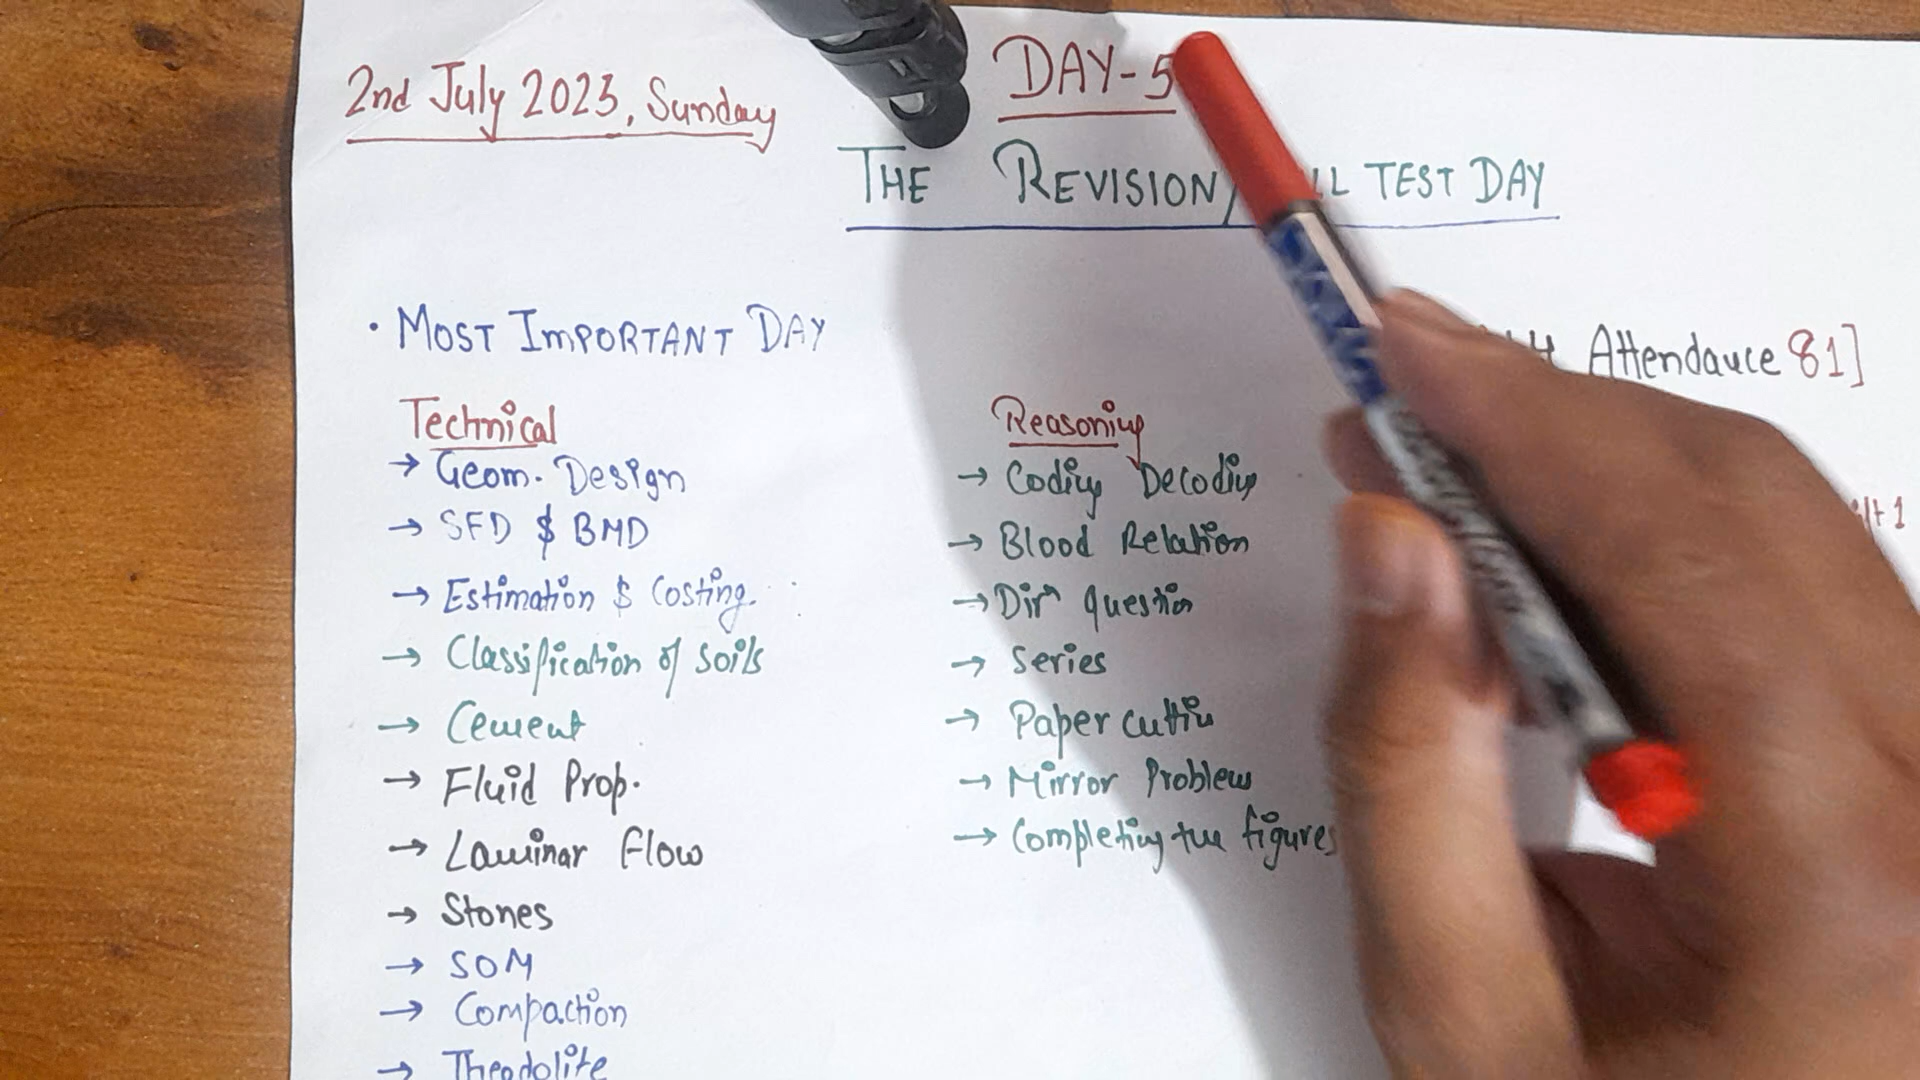 2nd July 2023, Sunday
DAY-5
THE REVISION/ TEST DAY
• MOST IMPORTANT DAY
Attendance 81]
Technical
→ Geom. Design
→ SFD $ BMD
→ Estimation $ Costing.
→ Classification of Soils
→ Cement
→ Fluid Prop.
→ Laminar flow
→ Stones
→ SOM
→ Compaction
→ Theodolite
Reasoning
→ Coding Decoding
→ Blood Relation
→ Dirn question
→ Series
→ Paper cuttin
→ Mirror Problem
→ Completing the figures
1